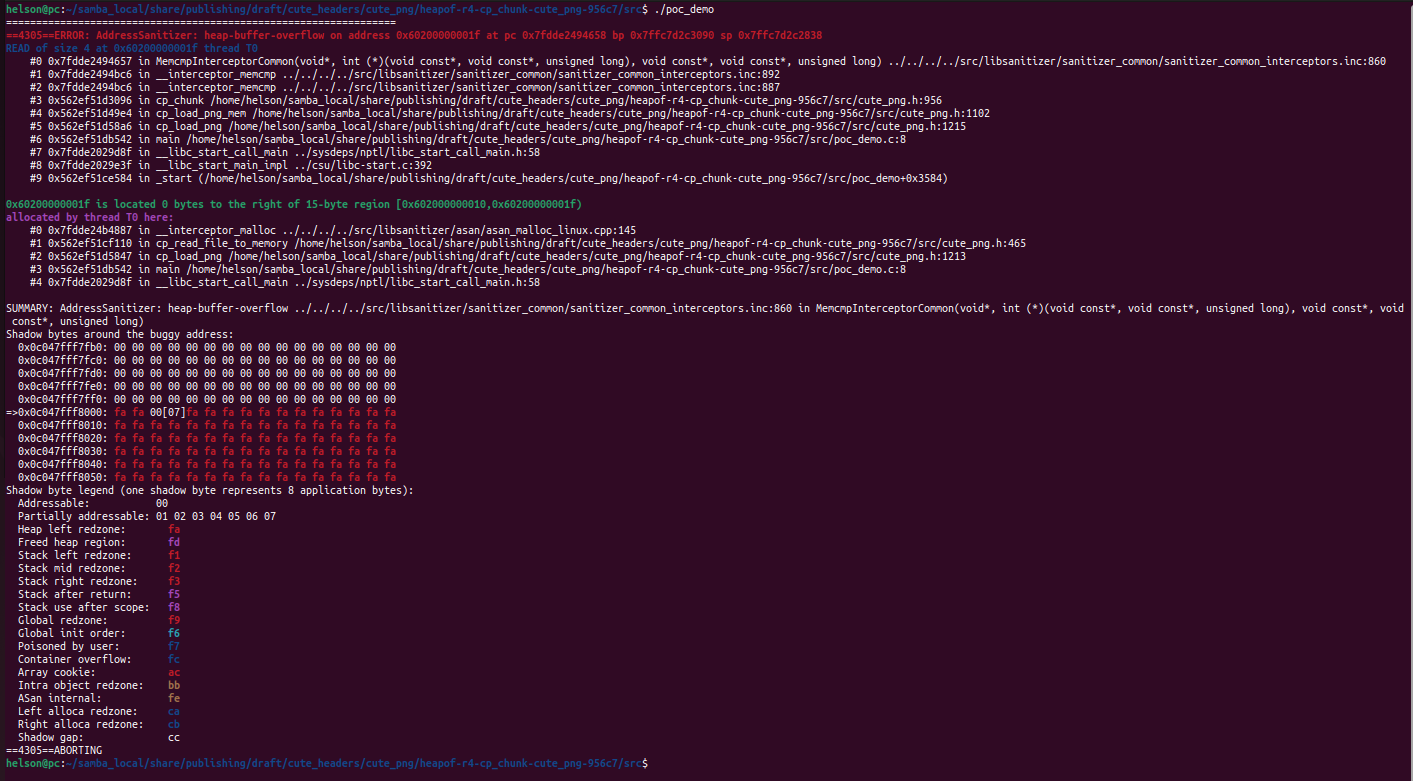 helson@pc:~/samba_local/share/publishing/draft/cute_headers/cute_png/heapof-r4-cp_chunk-cute_png-956c7/src$ ./poc_demo
=================================================================
==4305==ERROR: AddressSanitizer: heap-buffer-overflow on address 0x60200000001f at pc 0x7fdde2494658 bp 0x7ffc7d2c3090 sp 0x7ffc7d2c2838
READ of size 4 at 0x60200000001f thread T0
    #0 0x7fdde2494657 in MemcmpInterceptorCommon(void*, int (*)(void const*, void const*, unsigned long), void const*, void const*, unsigned long) ../../../../src/libsanitizer/sanitizer_common/sanitizer_common_interceptors.inc:860
    #1 0x7fdde2494bc6 in __interceptor_memcmp ../../../../src/libsanitizer/sanitizer_common/sanitizer_common_interceptors.inc:892
    #2 0x7fdde2494bc6 in __interceptor_memcmp ../../../../src/libsanitizer/sanitizer_common/sanitizer_common_interceptors.inc:887
    #3 0x562ef51d3096 in cp_chunk /home/helson/samba_local/share/publishing/draft/cute_headers/cute_png/heapof-r4-cp_chunk-cute_png-956c7/src/cute_png.h:956
    #4 0x562ef51d49e4 in cp_load_png_mem /home/helson/samba_local/share/publishing/draft/cute_headers/cute_png/heapof-r4-cp_chunk-cute_png-956c7/src/cute_png.h:1102
    #5 0x562ef51d58a6 in cp_load_png /home/helson/samba_local/share/publishing/draft/cute_headers/cute_png/heapof-r4-cp_chunk-cute_png-956c7/src/cute_png.h:1215
    #6 0x562ef51db542 in main /home/helson/samba_local/share/publishing/draft/cute_headers/cute_png/heapof-r4-cp_chunk-cute_png-956c7/src/poc_demo.c:8
    #7 0x7fdde2029d8f in __libc_start_call_main ../sysdeps/nptl/libc_start_call_main.h:58
    #8 0x7fdde2029e3f in __libc_start_main_impl ../csu/libc-start.c:392
    #9 0x562ef51ce584 in _start (/home/helson/samba_local/share/publishing/draft/cute_headers/cute_png/heapof-r4-cp_chunk-cute_png-956c7/src/poc_demo+0x3584)
0x60200000001f is located 0 bytes to the right of 15-byte region [0x602000000010,0x60200000001f)
allocated by thread T0 here:
    #0 0x7fdde24b4887 in __interceptor_malloc ../../../../src/libsanitizer/asan/asan_malloc_linux.cpp:145
    #1 0x562ef51cf110 in cp_read_file_to_memory /home/helson/samba_local/share/publishing/draft/cute_headers/cute_png/heapof-r4-cp_chunk-cute_png-956c7/src/cute_png.h:465
    #2 0x562ef51d5847 in cp_load_png /home/helson/samba_local/share/publishing/draft/cute_headers/cute_png/heapof-r4-cp_chunk-cute_png-956c7/src/cute_png.h:1213
    #3 0x562ef51db542 in main /home/helson/samba_local/share/publishing/draft/cute_headers/cute_png/heapof-r4-cp_chunk-cute_png-956c7/src/poc_demo.c:8
    #4 0x7fdde2029d8f in __libc_start_call_main ../sysdeps/nptl/libc_start_call_main.h:58
SUMMARY: AddressSanitizer: heap-buffer-overflow ../../../../src/libsanitizer/sanitizer_common/sanitizer_common_interceptors.inc:860 in MemcmpInterceptorCommon(void*, int (*)(void const*, void const*, unsigned long), void const*, void
 const*, unsigned long)
Shadow bytes around the buggy address:
  0x0c047fff7fb0: 00 00 00 00 00 00 00 00 00 00 00 00 00 00 00 00
  0x0c047fff7fc0: 00 00 00 00 00 00 00 00 00 00 00 00 00 00 00 00
  0x0c047fff7fd0: 00 00 00 00 00 00 00 00 00 00 00 00 00 00 00 00
  0x0c047fff7fe0: 00 00 00 00 00 00 00 00 00 00 00 00 00 00 00 00
  0x0c047fff7ff0: 00 00 00 00 00 00 00 00 00 00 00 00 00 00 00 00
=>0x0c047fff8000: fa fa 00[07]fa fa fa fa fa fa fa fa fa fa fa fa
  0x0c047fff8010: fa fa fa fa fa fa fa fa fa fa fa fa fa fa fa fa
  0x0c047fff8020: fa fa fa fa fa fa fa fa fa fa fa fa fa fa fa fa
  0x0c047fff8030: fa fa fa fa fa fa fa fa fa fa fa fa fa fa fa fa
  0x0c047fff8040: fa fa fa fa fa fa fa fa fa fa fa fa fa fa fa fa
  0x0c047fff8050: fa fa fa fa fa fa fa fa fa fa fa fa fa fa fa fa
Shadow byte legend (one shadow byte represents 8 application bytes):
  Addressable:           00
  Partially addressable: 01 02 03 04 05 06 07
  Heap left redzone:       fa
  Freed heap region:       fd
  Stack left redzone:      f1
  Stack mid redzone:       f2
  Stack right redzone:     f3
  Stack after return:      f5
  Stack use after scope:   f8
  Global redzone:          f9
  Global init order:       f6
  Poisoned by user:        f7
  Container overflow:      fc
  Array cookie:            ac
  Intra object redzone:    bb
  ASan internal:           fe
  Left alloca redzone:     ca
  Right alloca redzone:    cb
  Shadow gap:              cc
==4305==ABORTING
helson@pc:~/samba_local/share/publishing/draft/cute_headers/cute_png/heapof-r4-cp_chunk-cute_png-956c7/src$